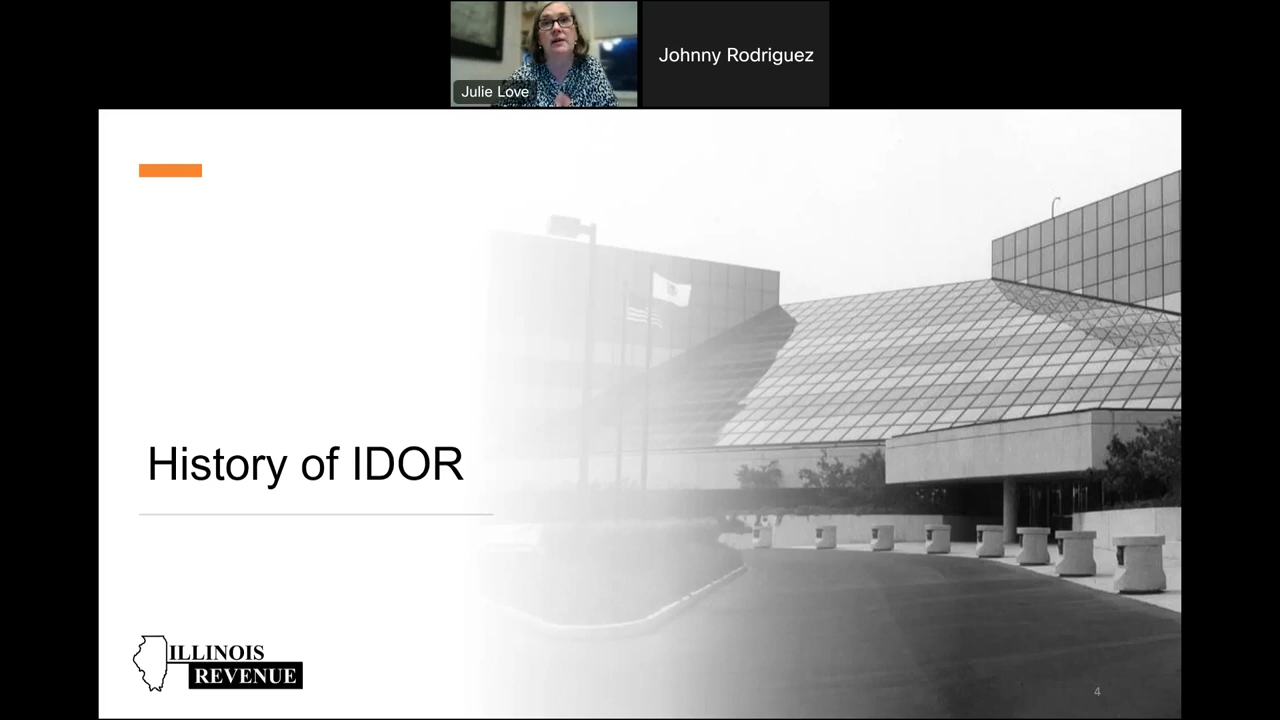 Julie Love
Johnny Rodriguez
History of IDOR
ILLINOIS
REVENUE
4